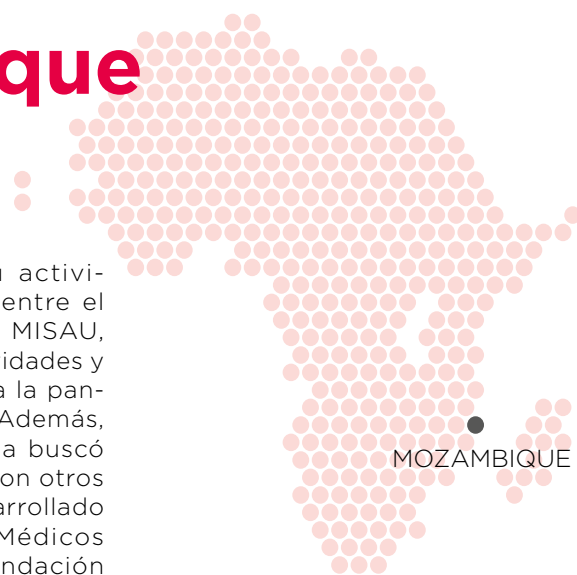 que
activi-
entre el
MISAU,
idades y
a la pan-
Además,
a buscó
on otros
arrollado
Médicos
ndación
MOZAMBIQUE